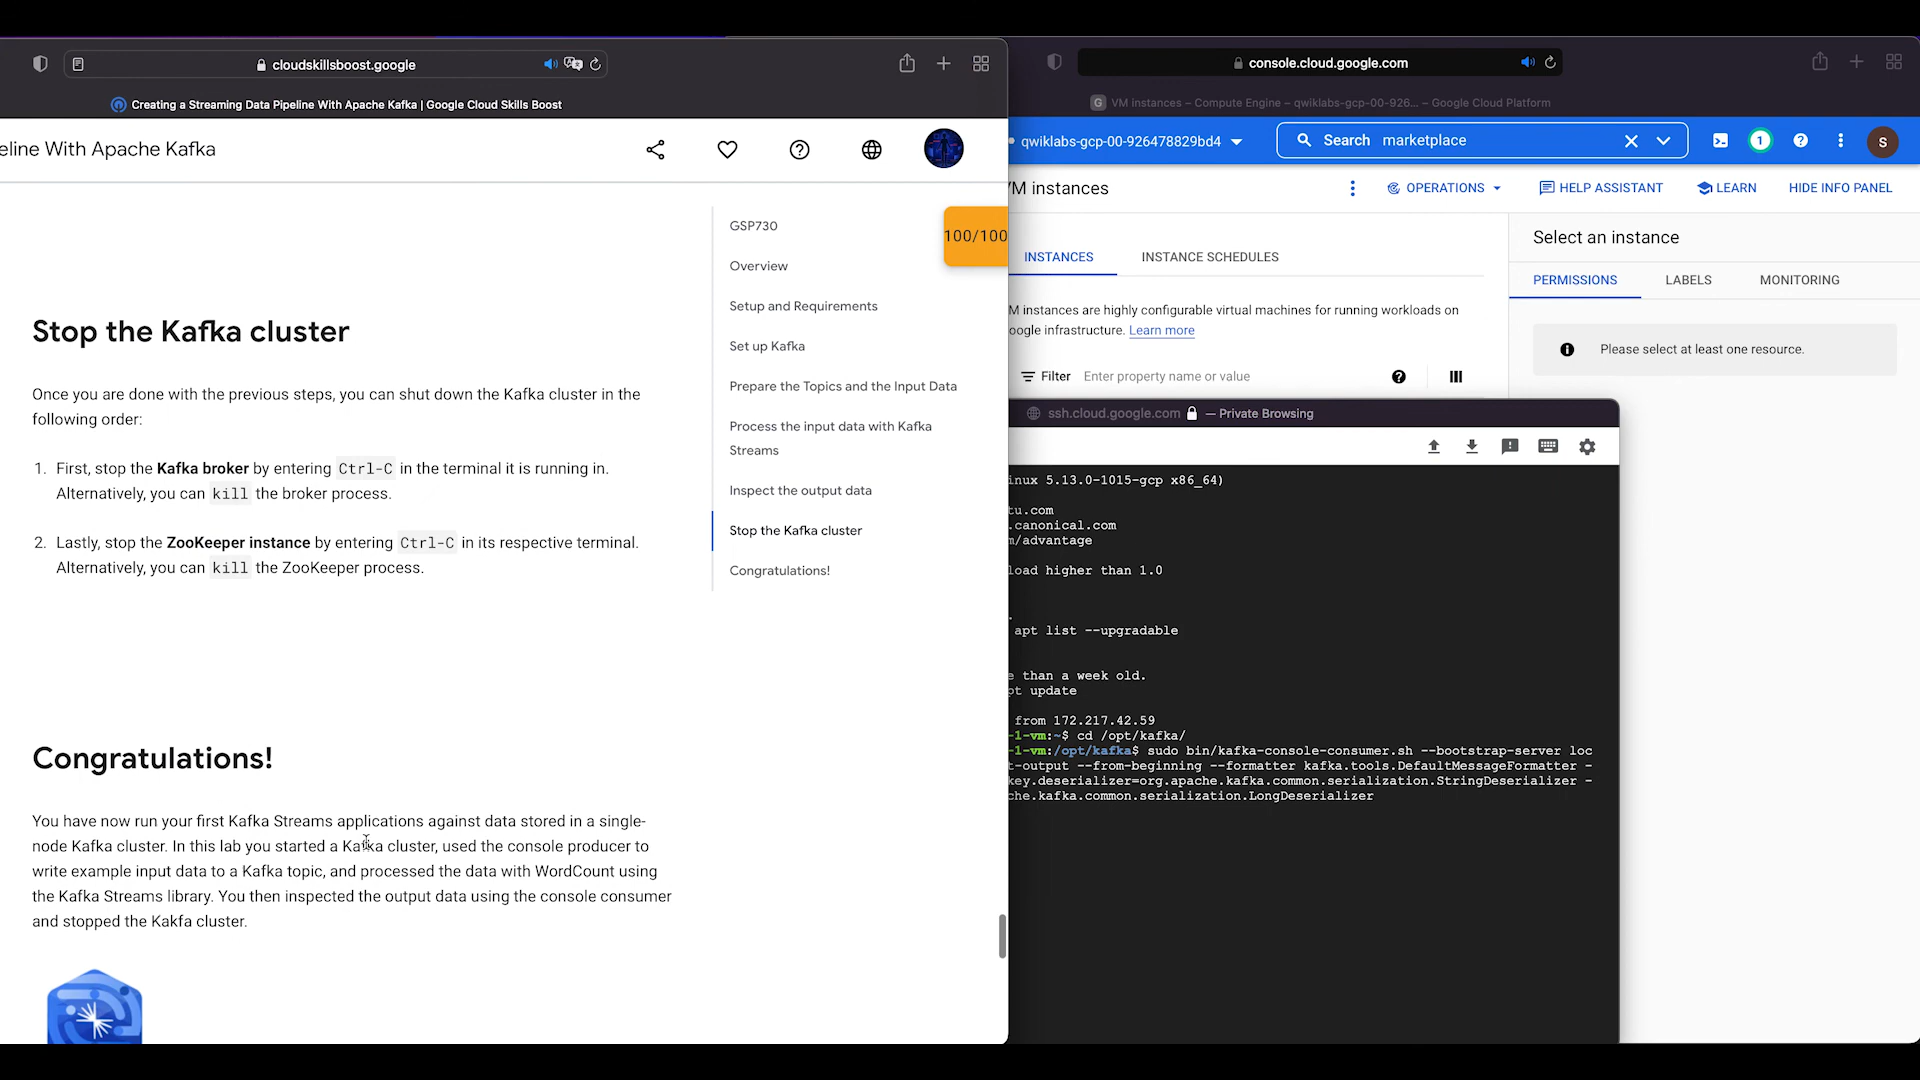 cloudskillsboost.google
Creating a Streaming Data Pipeline With Apache Kafka | Google Cloud Skills Boost
eline With Apache Kafka
100/100
Stop the Kafka cluster
Once you are done with the previous steps, you can shut down the Kafka cluster in the
following order:
1. First, stop the Kafka broker by entering Ctrl-C in the terminal it is running in.
Alternatively, you can kill the broker process.
2. Lastly, stop the ZooKeeper instance by entering Ctrl-C in its respective terminal.
Alternatively, you can kill the ZooKeeper process.
Congratulations!
You have now run your first Kafka Streams applications against data stored in a single-
node Kafka cluster. In this lab you started a Kafka cluster, used the console producer to
write example input data to a Kafka topic, and processed the data with WordCount using
the Kafka Streams library. You then inspected the output data using the console consumer
and stopped the Kakfa cluster.
GSP730
Overview
Setup and Requirements
Set up Kafka
Prepare the Topics and the Input Data
Process the input data with Kafka
Streams
Inspect the output data
Stop the Kafka cluster
Congratulations!
console.cloud.google.com
G VM instances – Compute Engine – qwiklabs-gcp-00-926... – Google Cloud Platform
qwiklabs-gcp-00-926478829bd4
Search marketplace
1
S
VM instances
OPERATIONS
HELP ASSISTANT
LEARN
HIDE INFO PANEL
INSTANCES
INSTANCE SCHEDULES
M instances are highly configurable virtual machines for running workloads on
oogle infrastructure. Learn more
Filter Enter property name or value
Select an instance
PERMISSIONS
LABELS
MONITORING
Please select at least one resource.
ssh.cloud.google.com — Private Browsing
inux 5.13.0-1015-gcp x86_64)
tu.com
.canonical.com
m/advantage
load higher than 1.0
.
apt list --upgradable
e than a week old.
pt update
from 172.217.42.59
-1-vm:~$ cd /opt/kafka/
-1-vm:/opt/kafka$ sudo bin/kafka-console-consumer.sh --bootstrap-server loc
t-output --from-beginning --formatter kafka.tools.DefaultMessageFormatter -
key.deserializer=org.apache.kafka.common.serialization.StringDeserializer -
che.kafka.common.serialization.LongDeserializer